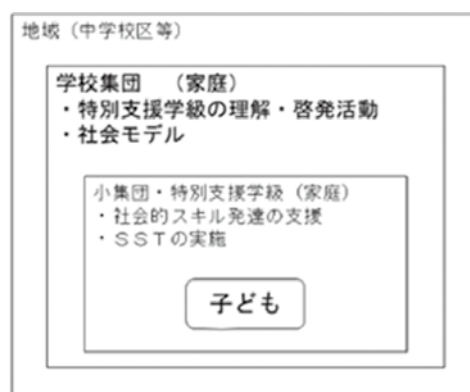 地域（中学校区等）
学校集団　（家庭）
・特別支援学級の理解・啓発活動
・社会モデル
小集団・特別支援学級（家庭）
・社会的スキル発達の支援
・ＳＳＴの実施
子ども